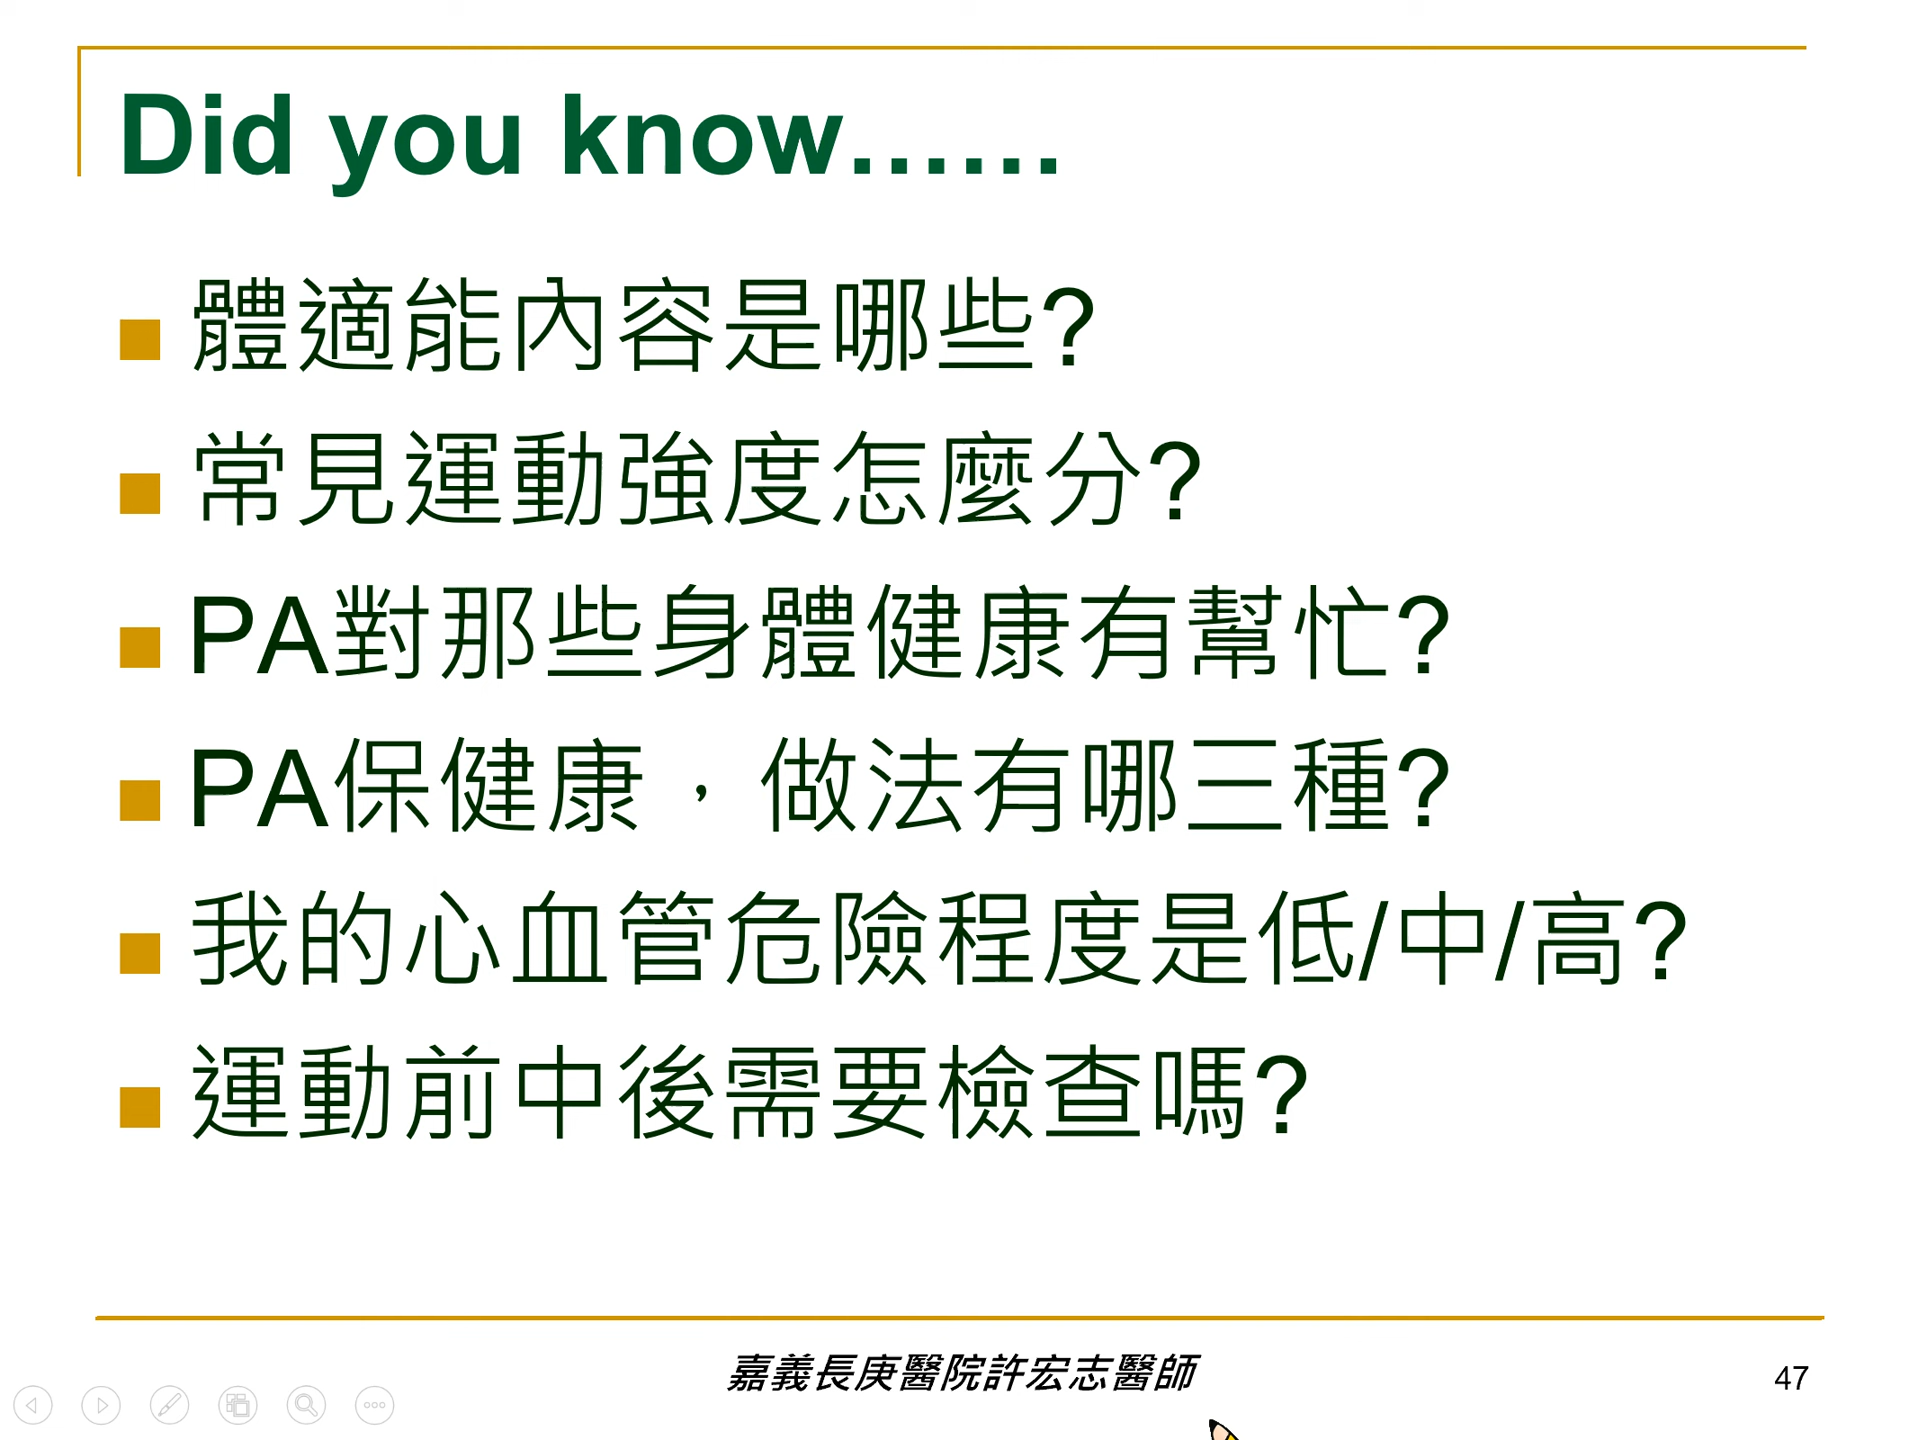 Did you know……
體適能內容是哪些?
常見運動強度怎麼分?
PA對那些身體健康有幫忙?
PA保健康，做法有哪三種?
我的心血管危險程度是低/中/高?
運動前中後需要檢查嗎?
嘉義長庚醫院許宏志醫師
47